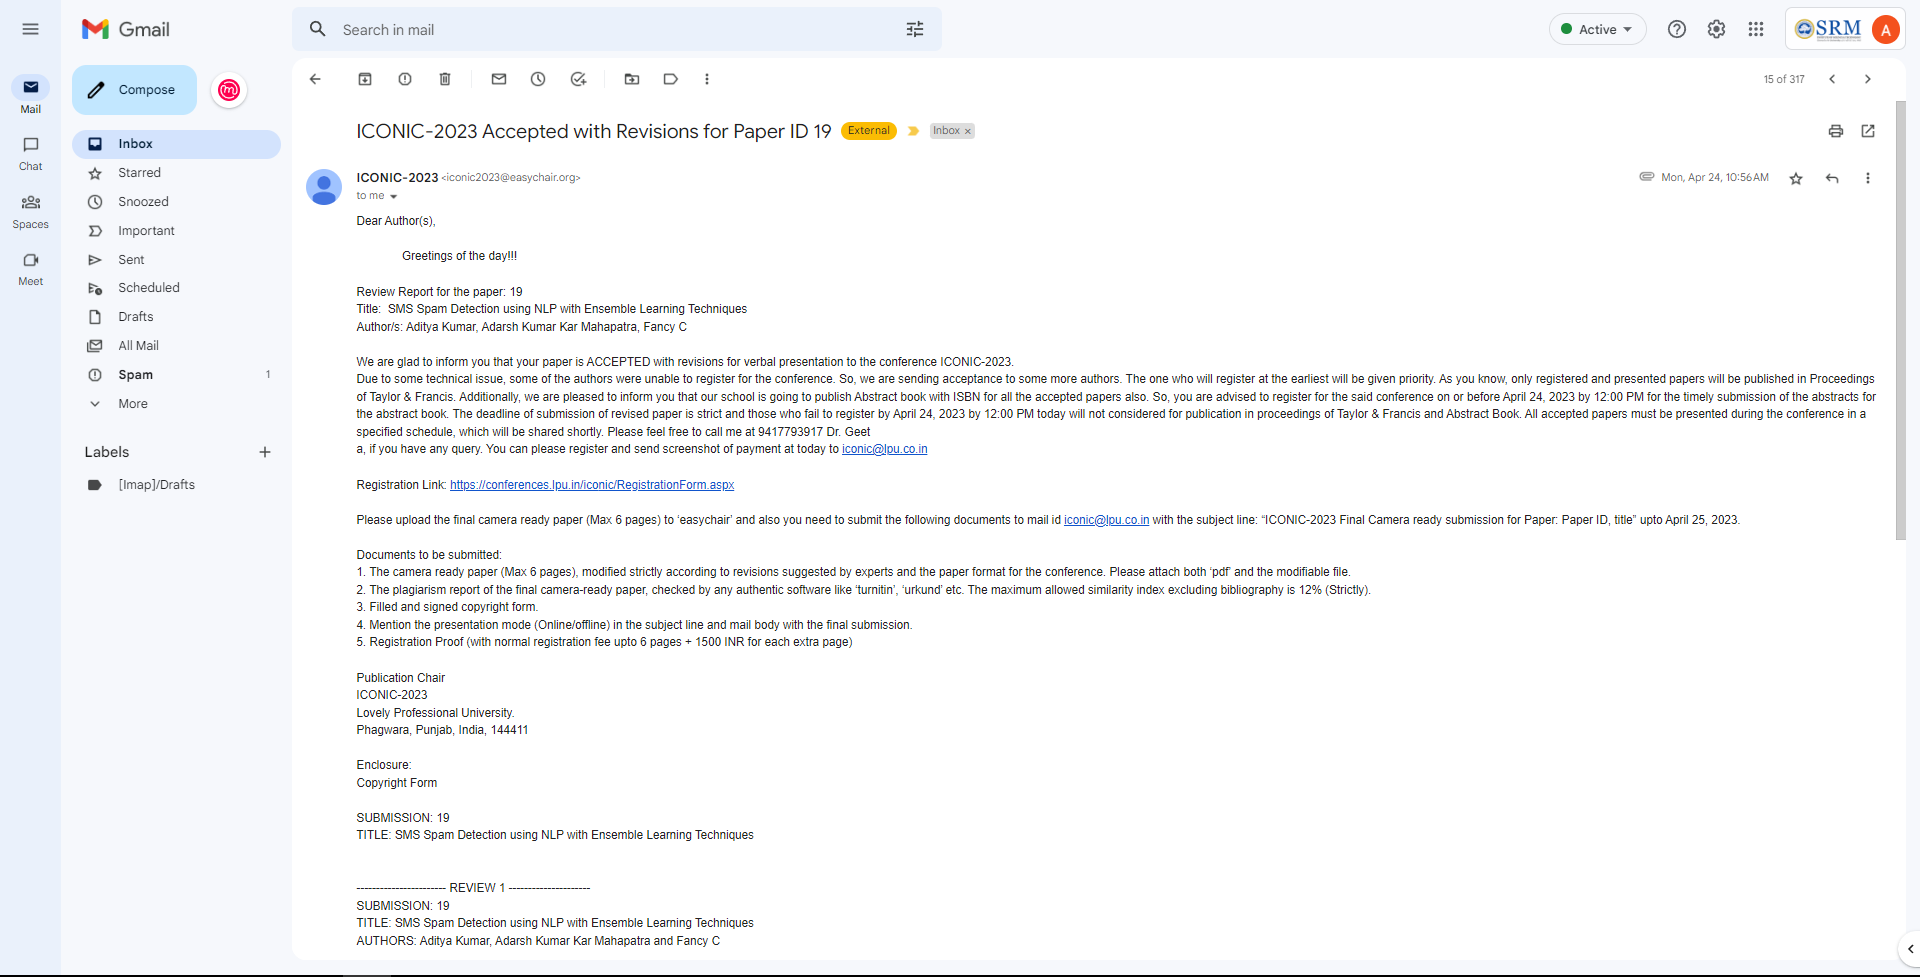 Gmail
Search in mail
Active
SRM
A
Mail
Chat
Spaces
Meet
Compose
Inbox
Starred
Snoozed
Important
Sent
Scheduled
Drafts
All Mail
Spam 1
More
Labels
[Imap]/Drafts
15 of 317
ICONIC-2023 Accepted with Revisions for Paper ID 19 External Inbox x
ICONIC-2023 <iconic2023@easychair.org> Mon, Apr 24, 10:56 AM
to me
Dear Author(s),
Greetings of the day!!!
Review Report for the paper: 19
Title: SMS Spam Detection using NLP with Ensemble Learning Techniques
Author/s: Aditya Kumar, Adarsh Kumar Kar Mahapatra, Fancy C
We are glad to inform you that your paper is ACCEPTED with revisions for verbal presentation to the conference ICONIC-2023.
Due to some technical issue, some of the authors were unable to register for the conference. So, we are sending acceptance to some more authors. The one who will register at the earliest will be given priority. As you know, only registered and presented papers will be published in Proceedings
of Taylor & Francis. Additionally, we are pleased to inform you that our school is going to publish Abstract book with ISBN for all the accepted papers also. So, you are advised to register for the said conference on or before April 24, 2023 by 12:00 PM for the timely submission of the abstracts for
the abstract book. The deadline of submission of revised paper is strict and those who fail to register by April 24, 2023 by 12:00 PM today will not considered for publication in proceedings of Taylor & Francis and Abstract Book. All accepted papers must be presented during the conference in a
specified schedule, which will be shared shortly. Please feel free to call me at 9417793917 Dr. Geet
a, if you have any query. You can please register and send screenshot of payment at today to iconic@lpu.co.in
Registration Link: https://conferences.lpu.in/iconic/RegistrationForm.aspx
Please upload the final camera ready paper (Max 6 pages) to ‘easychair’ and also you need to submit the following documents to mail id iconic@lpu.co.in with the subject line: “ICONIC-2023 Final Camera ready submission for Paper: Paper ID, title” upto April 25, 2023.
Documents to be submitted:
1. The camera ready paper (Max 6 pages), modified strictly according to revisions suggested by experts and the paper format for the conference. Please attach both ‘pdf’ and the modifiable file.
2. The plagiarism report of the final camera-ready paper, checked by any authentic software like ‘turnitin’, ‘urkund’ etc. The maximum allowed similarity index excluding bibliography is 12% (Strictly).
3. Filled and signed copyright form.
4. Mention the presentation mode (Online/offline) in the subject line and mail body with the final submission.
5. Registration Proof (with normal registration fee upto 6 pages + 1500 INR for each extra page)
Publication Chair
ICONIC-2023
Lovely Professional University.
Phagwara, Punjab, India, 144411
Enclosure:
Copyright Form
SUBMISSION: 19
TITLE: SMS Spam Detection using NLP with Ensemble Learning Techniques
----------------------- REVIEW 1 ---------------------
SUBMISSION: 19
TITLE: SMS Spam Detection using NLP with Ensemble Learning Techniques
AUTHORS: Aditya Kumar, Adarsh Kumar Kar Mahapatra and Fancy C